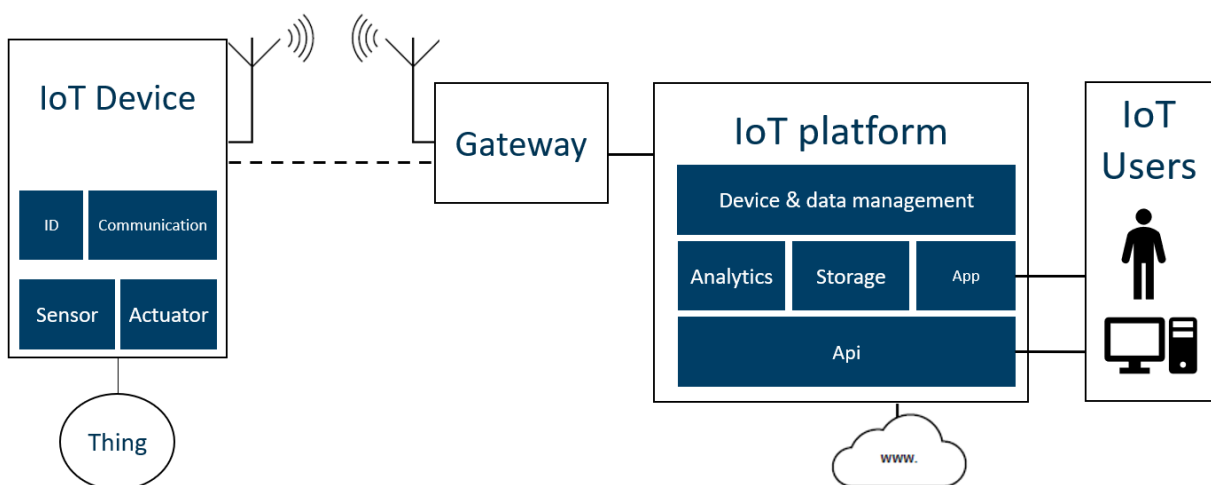 IoT Device
ID
Communication
Sensor
Actuator
Thing
Gateway
IoT platform
Device & data management
Analytics
Storage
App
Api
www.
IoT
Users